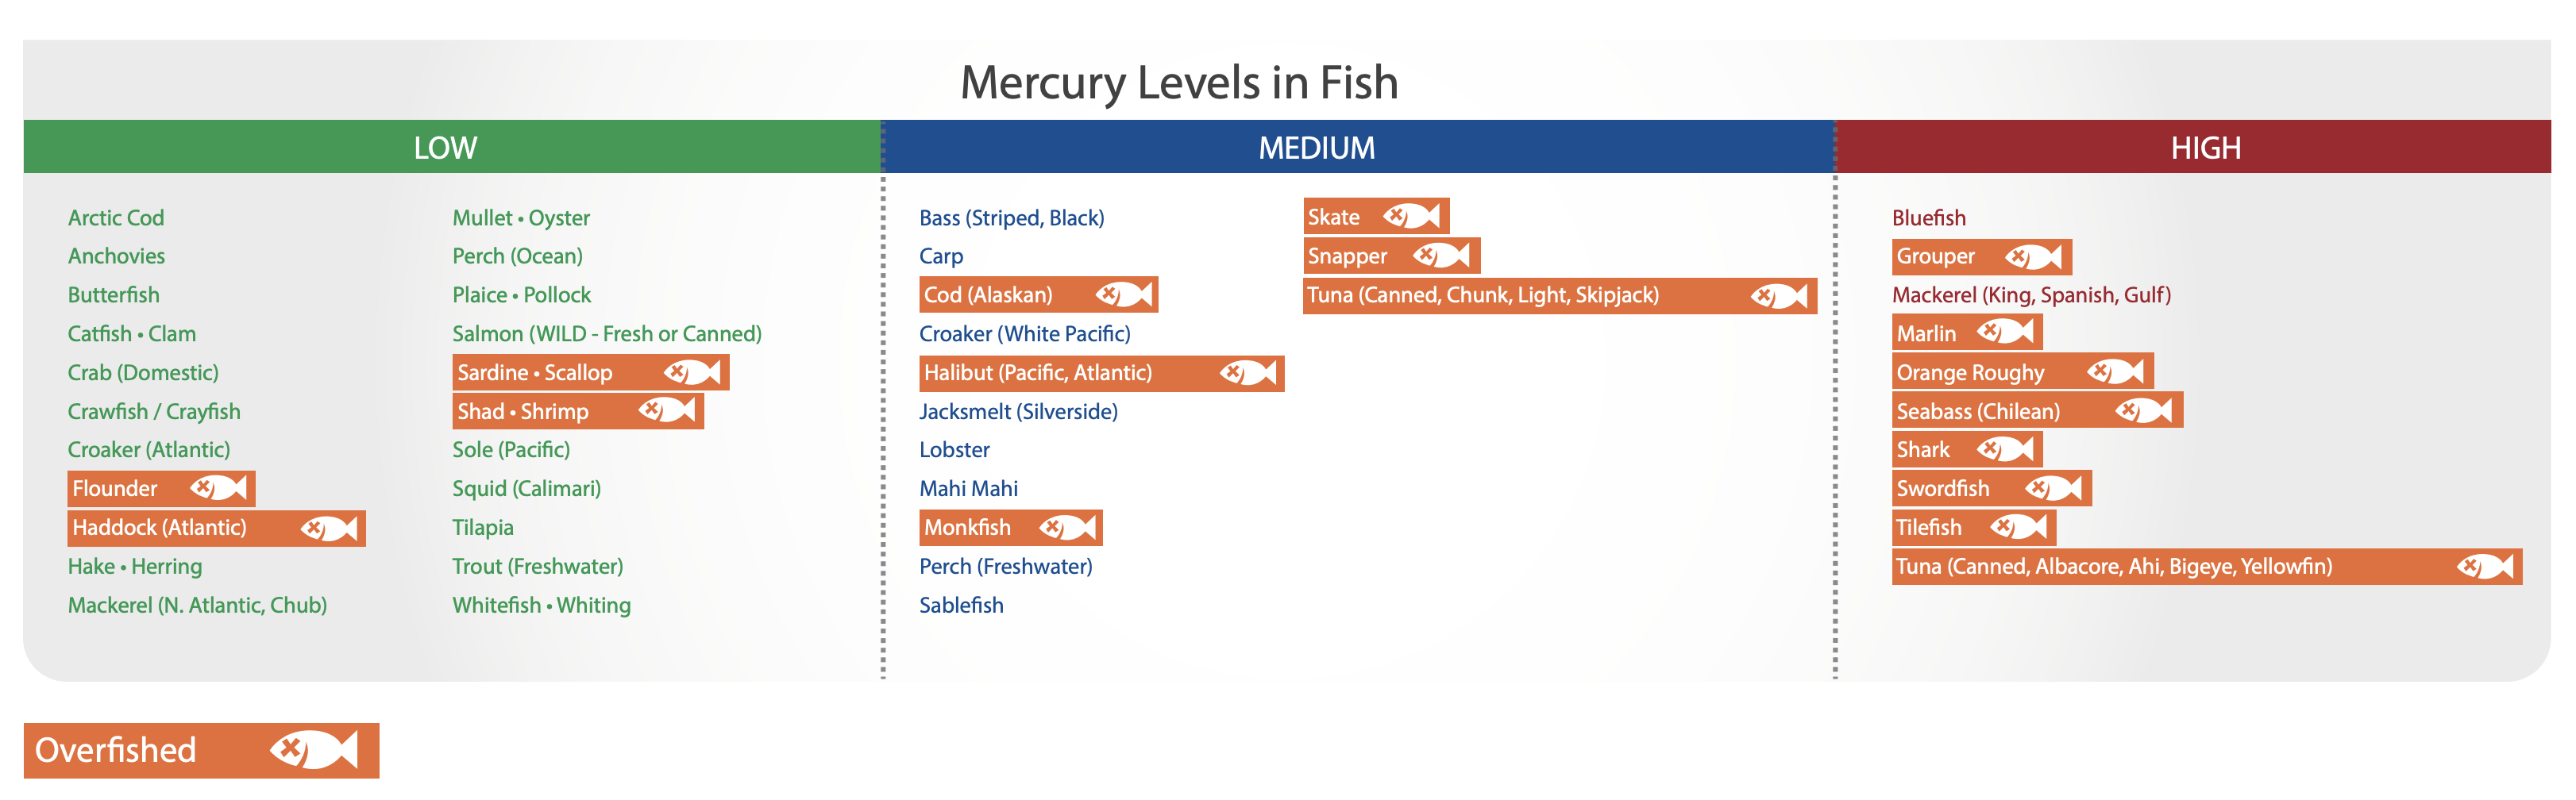 Mercury Levels in Fish
LOW
Arctic Cod
Anchovies
Butterfish
Catfish • Clam
Crab (Domestic)
Crawfish / Crayfish
Croaker (Atlantic)
Flounder
Haddock (Atlantic)
Hake • Herring
Mackerel (N. Atlantic, Chub)
Mullet • Oyster
Perch (Ocean)
Plaice • Pollock
Salmon (WILD - Fresh or Canned)
Sardine • Scallop
Shad • Shrimp
Sole (Pacific)
Squid (Calimari)
Tilapia
Trout (Freshwater)
Whitefish • Whiting
MEDIUM
Bass (Striped, Black)
Carp
Cod (Alaskan)
Croaker (White Pacific)
Halibut (Pacific, Atlantic)
Jacksmelt (Silverside)
Lobster
Mahi Mahi
Monkfish
Perch (Freshwater)
Sablefish
Skate
Snapper
Tuna (Canned, Chunk, Light, Skipjack)
HIGH
Bluefish
Grouper
Mackerel (King, Spanish, Gulf)
Marlin
Orange Roughy
Seabass (Chilean)
Shark
Swordfish
Tilefish
Tuna (Canned, Albacore, Ahi, Bigeye, Yellowfin)
Overfished